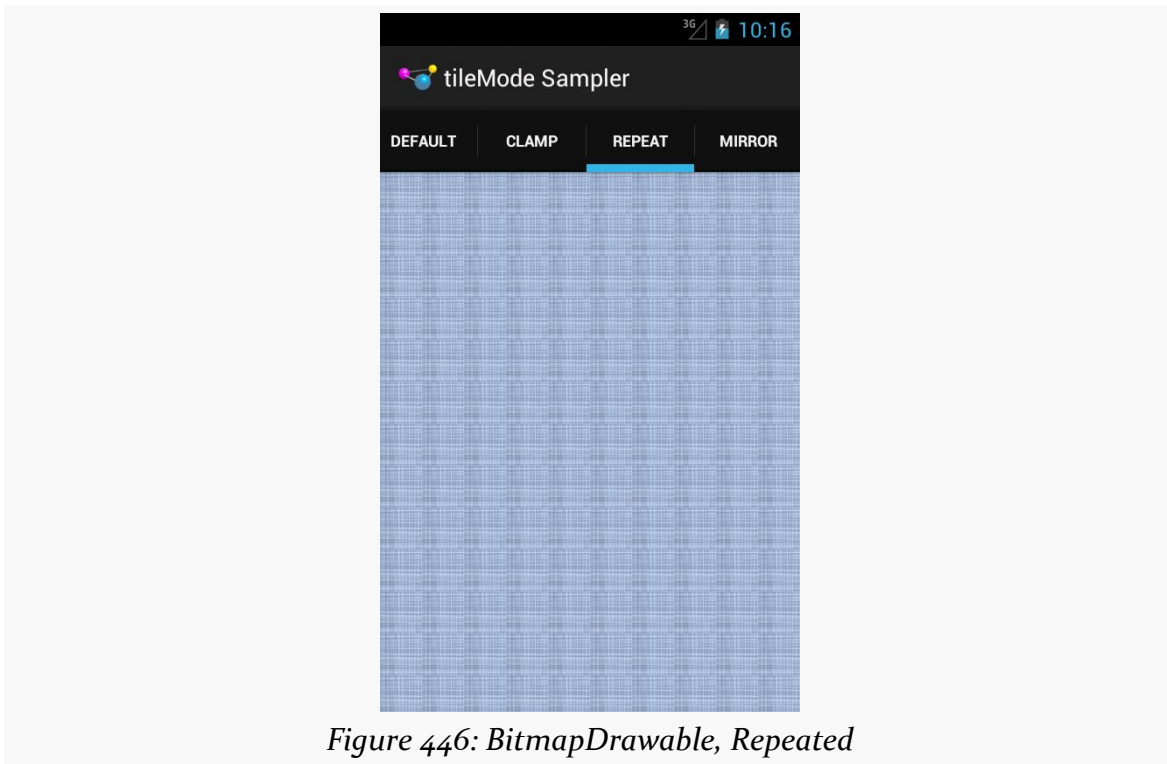 3G 10:16
tileMode Sampler
DEFAULT CLAMP REPEAT MIRROR
Figure 446: BitmapDrawable, Repeated